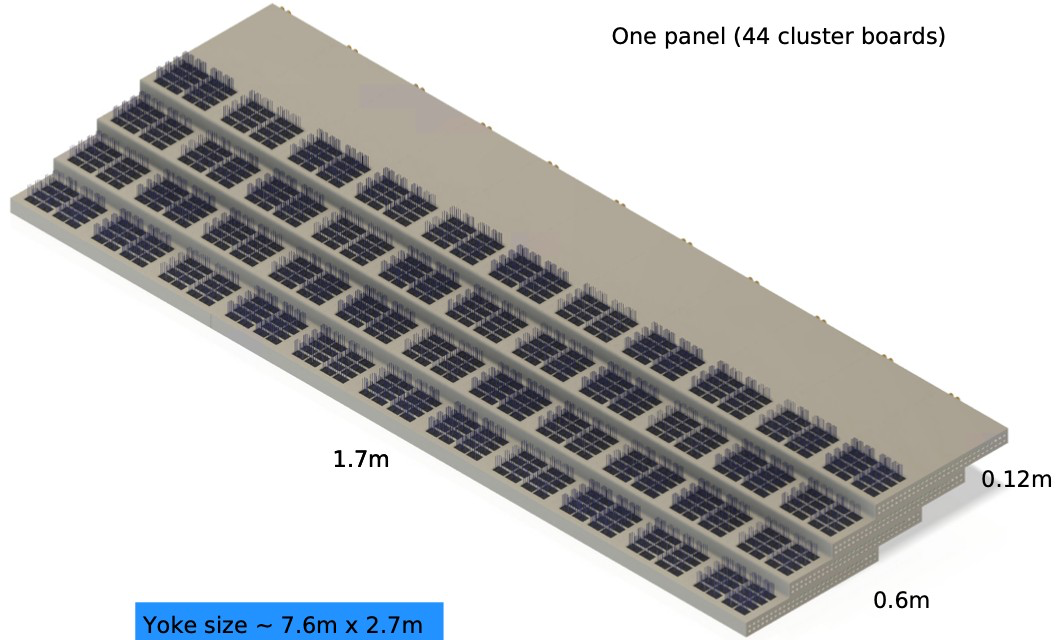 One panel (44 cluster boards)
1.7m
0.12m
0.6m
Yoke size ~ 7.6m x 2.7m